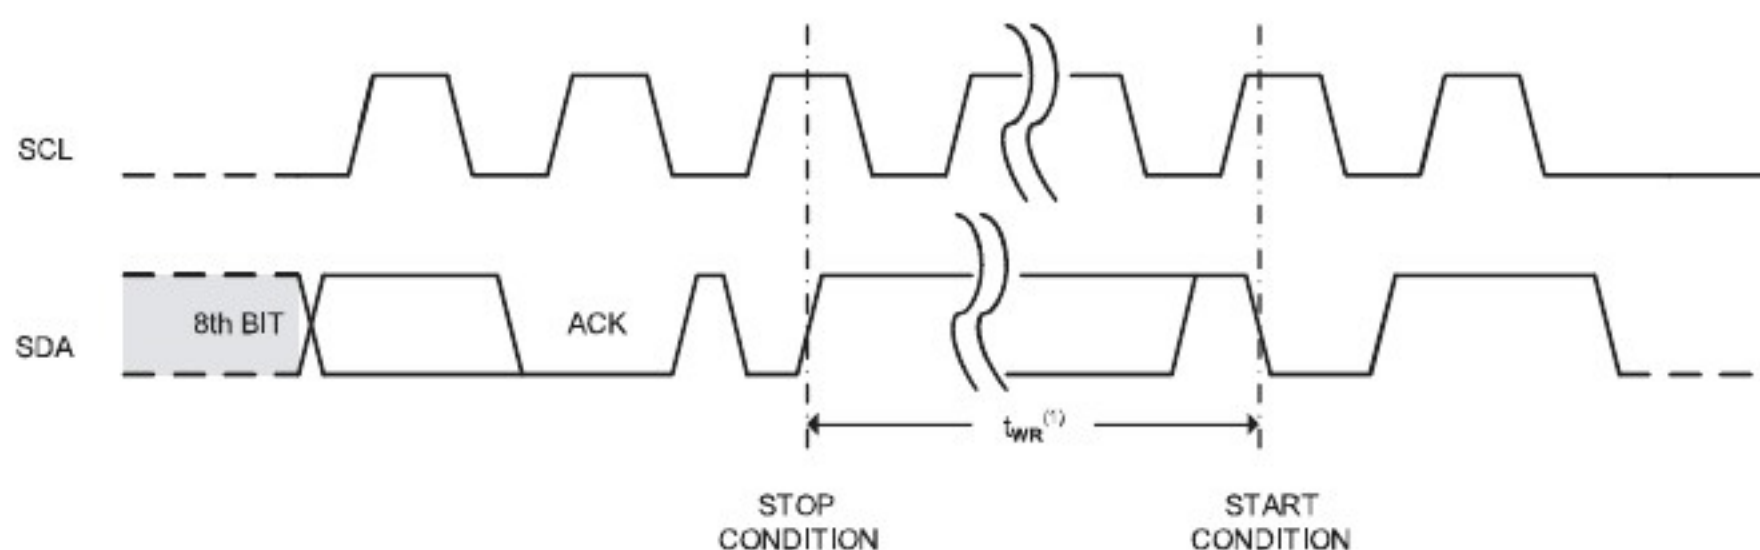 SCL
8th BIT
ACK
SDA
tWR(1)
STOP
CONDITION
START
CONDITION